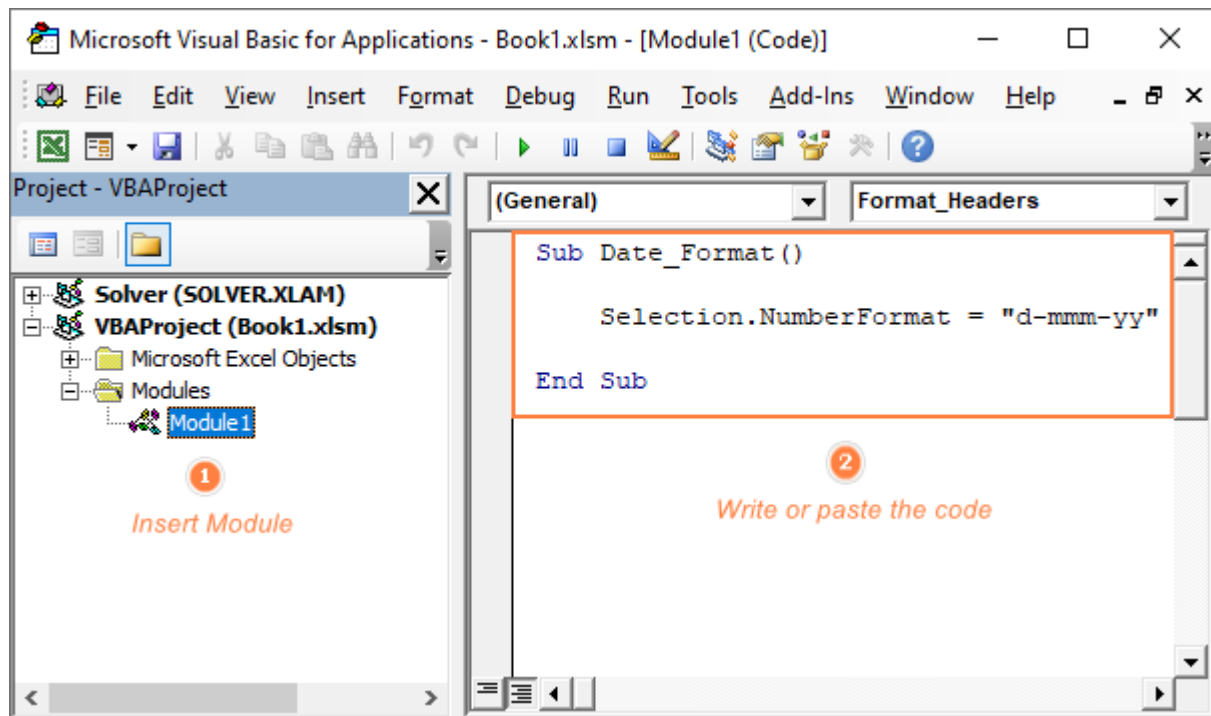 Microsoft Visual Basic for Applications - Book1.xlsm - [Module1 (Code)]
File Edit View Insert Format Debug Run Tools Add-Ins Window Help
Project - VBAProject
(General) Format_Headers
Solver (SOLVER.XLAM)
VBAProject (Book1.xlsm)
Microsoft Excel Objects
Modules
Module1
1
Insert Module
Sub Date_Format()
Selection.NumberFormat = "d-mmm-yy"
End Sub
2
Write or paste the code